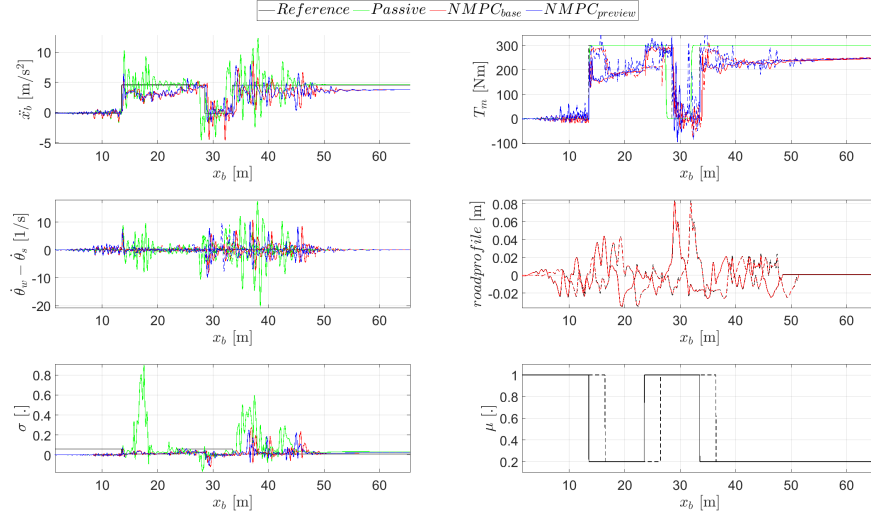 Reference Passive NMPC_base NMPC_preview
ẍ_b [m/s²]
10
5
0
-5
10 20 30 40 50 60
x_b [m]
T_m [Nm]
300
200
100
0
-100
10 20 30 40 50 60
x_b [m]
θ̇_w − θ̇_s [1/s]
10
0
-10
-20
10 20 30 40 50 60
x_b [m]
roadprofile [m]
0.08
0.06
0.04
0.02
0
-0.02
10 20 30 40 50 60
x_b [m]
σ [.]
0.8
0.6
0.4
0.2
0
10 20 30 40 50 60
x_b [m]
μ [.]
1
0.8
0.6
0.4
0.2
10 20 30 40 50 60
x_b [m]